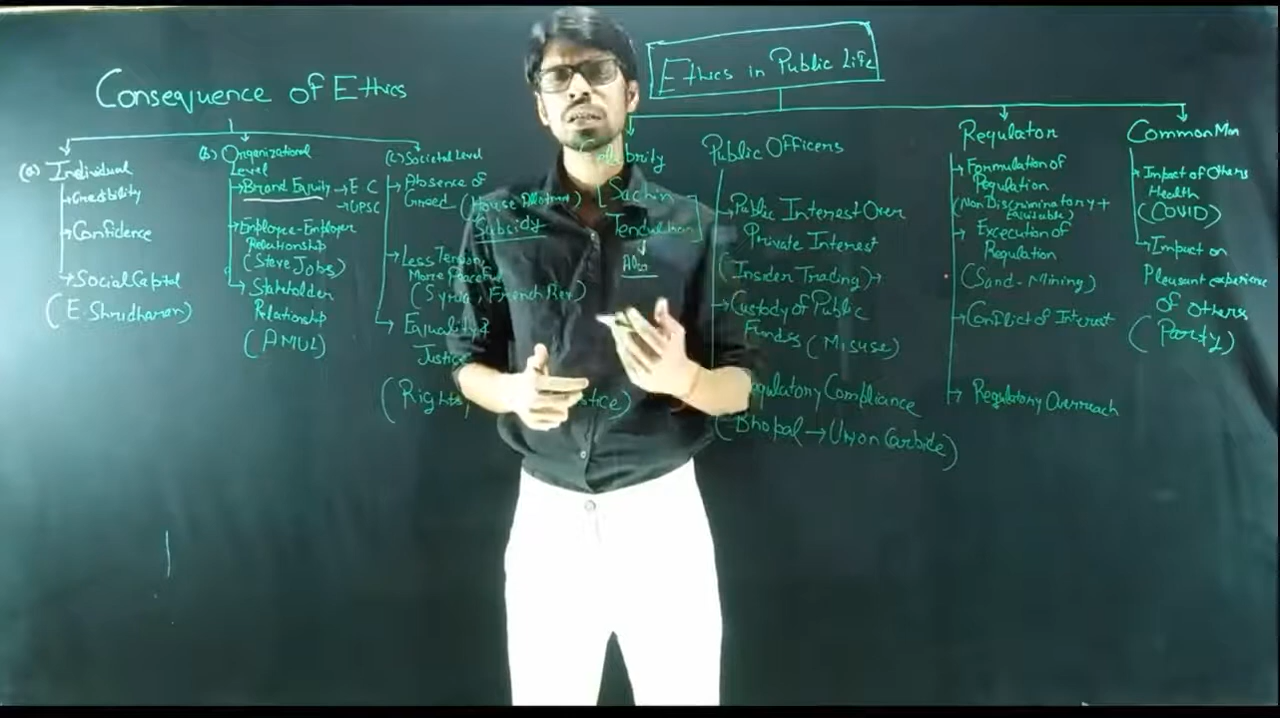 Consequence of Ethics
(a) Individual
Credibility
Confidence
Social Capital
(E. Shridharan)
(b) Organizational
Level
Brand Equity → E C
→ UPSC
Employee-Employer
Relationship
(Steve Jobs)
Stakeholder
Relationship
(AMUL)
(c) Societal Level
Absence of
Greed (House Allotment)
Subsidy
Less Tension,
More Peaceful
(Syria, French Rev)
Equality &
Justice
(Rights,
Ethics in Public Life
Celebrity
[Sachin
Tendulkar]
Public Officers
Public Interest Over
Private Interest
(Insider Trading)
Custody of Public
Funds (Misuse)
Regulatory Compliance
(Bhopal → Union Carbide)
Regulator
Formulation of
Regulation
(Non Discriminatory +
Equitable)
Execution of
Regulation
(Sand-Mining)
Conflict of Interest
Regulatory Overreach
Common Man
Impact of Others
Health
(COVID)
Impact on
Pleasant experience
of Others
(Party)